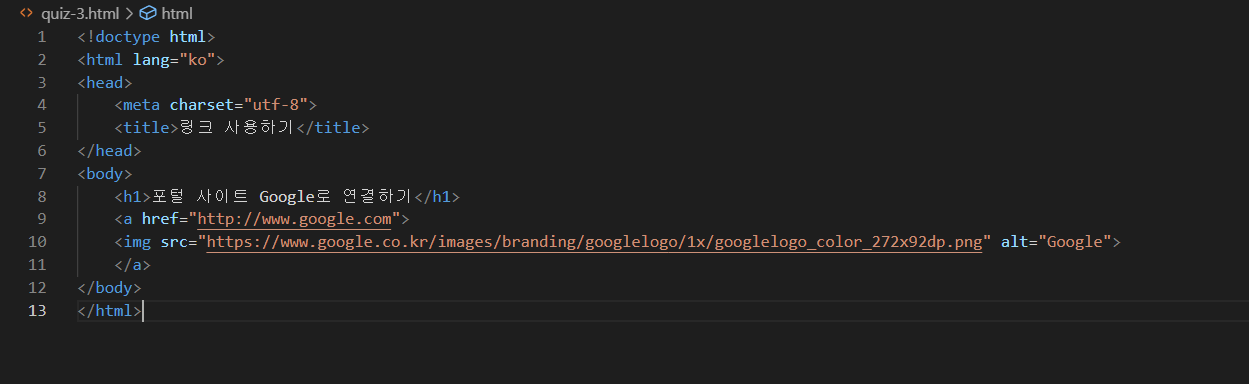 quiz-3.html > html
1 <!doctype html>
2 <html lang="ko">
3 <head>
4 <meta charset="utf-8">
5 <title>링크 사용하기</title>
6 </head>
7 <body>
8 <h1>포털 사이트 Google로 연결하기</h1>
9 <a href="http://www.google.com">
10 <img src="https://www.google.co.kr/images/branding/googlelogo/1x/googlelogo_color_272x92dp.png" alt="Google">
11 </a>
12 </body>
13 </html>